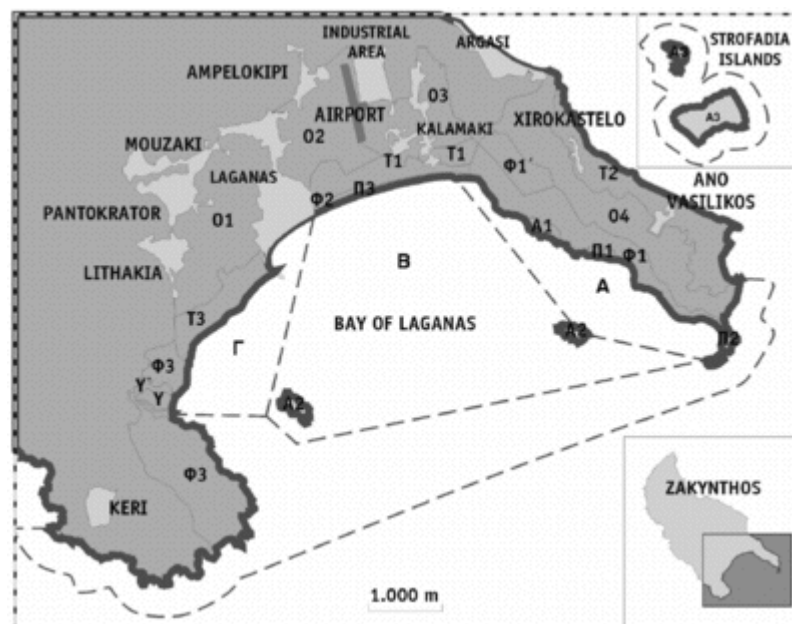 INDUSTRIAL
AREA
ARGASI
A3
STROFADIA
ISLANDS
AMPELOKIPI
O3
A3
AIRPORT
O2
KALAMAKI
XIROKASTELO
MOUZAKI
T1
T1
Φ1´
T2
LAGANAS
Π3
ANO
VASILIKOS
Φ2
PANTOKRATOR
O1
O4
A1
Π1
Φ1
B
LITHAKIA
A
T3
BAY OF LAGANAS
A2
Π2
Γ
Φ3
Y´
Y
A2
Φ3
KERI
ZAKYNTHOS
1.000 m